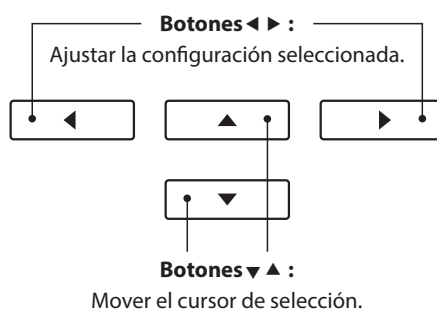 Botones ◀ ▶ :
Ajustar la configuración seleccionada.
Botones ▼ ▲ :
Mover el cursor de selección.